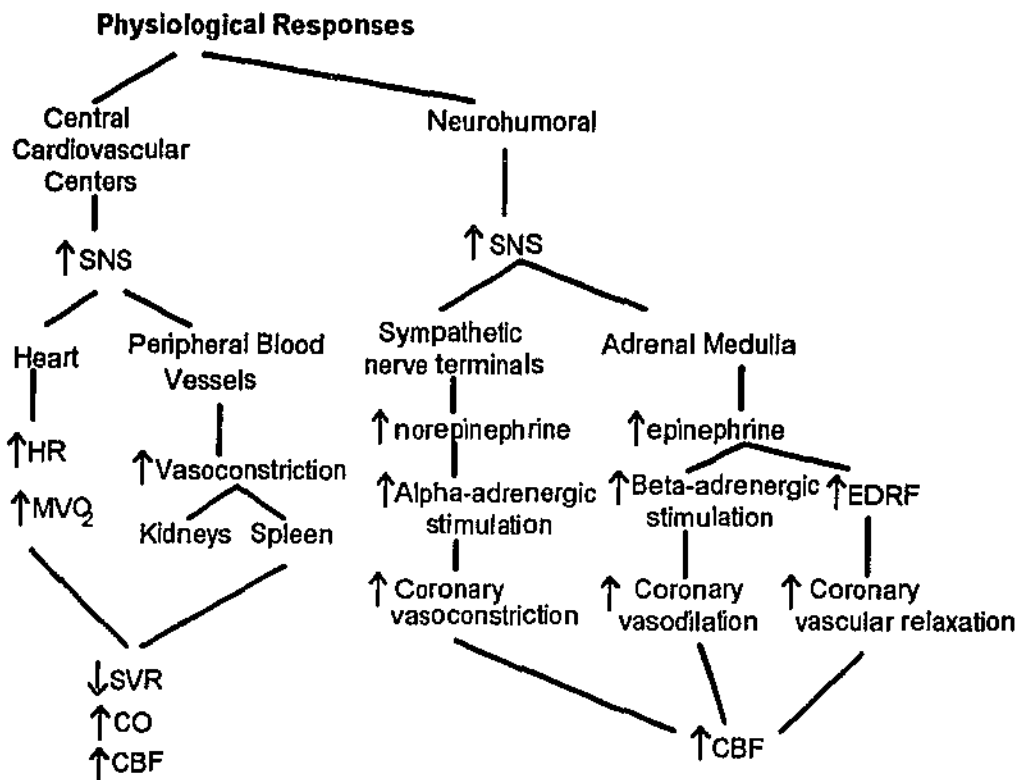 Physiological Responses
Central
Cardiovascular
Centers
↑SNS
Heart
↑HR
↑MVO2
Peripheral Blood
Vessels
↑Vasoconstriction
Kidneys Spleen
↓SVR
↑CO
↑CBF
Neurohumoral
↑SNS
Sympathetic
nerve terminals
↑norepinephrine
↑Alpha-adrenergic
stimulation
↑Coronary
vasoconstriction
Adrenal Medulla
↑epinephrine
↑Beta-adrenergic
stimulation
↑Coronary
vasodilation
↑EDRF
↑Coronary
vascular relaxation
↑CBF